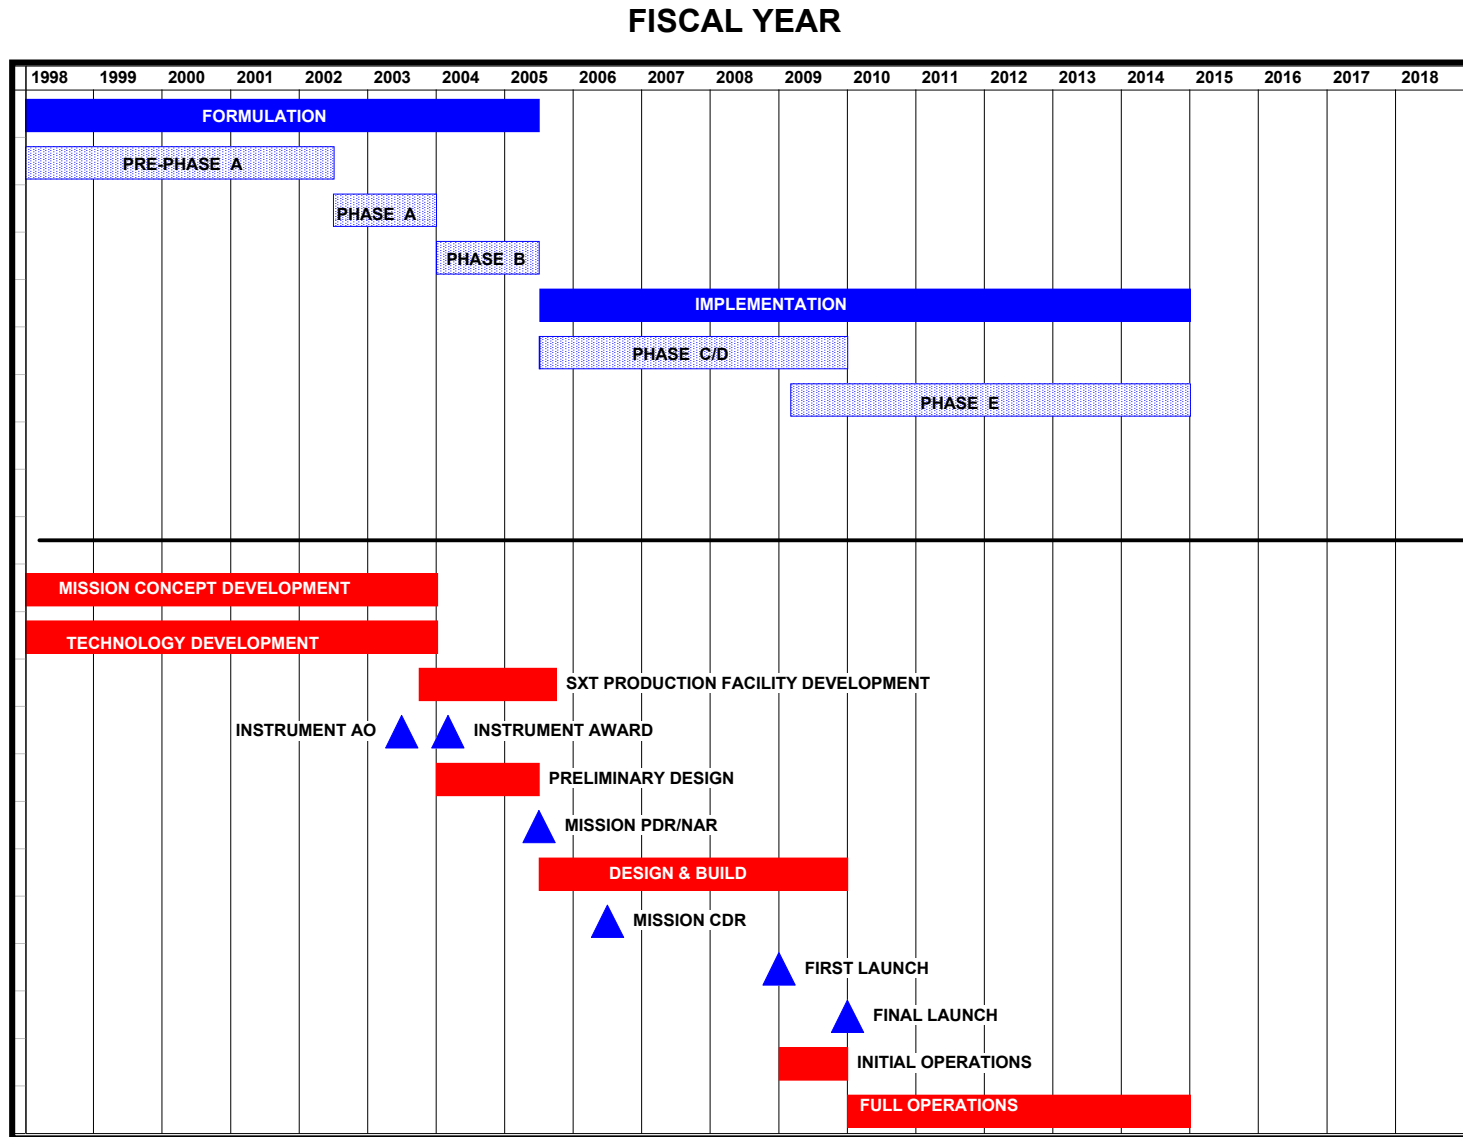 FISCAL YEAR
1998 1999 2000 2001 2002 2003 2004 2005 2006 2007 2008 2009 2010 2011 2012 2013 2014 2015 2016 2017 2018
FORMULATION
PRE-PHASE A
PHASE A
PHASE B
IMPLEMENTATION
PHASE C/D
PHASE E
MISSION CONCEPT DEVELOPMENT
TECHNOLOGY DEVELOPMENT
SXT PRODUCTION FACILITY DEVELOPMENT
INSTRUMENT AO INSTRUMENT AWARD
PRELIMINARY DESIGN
MISSION PDR/NAR
DESIGN & BUILD
MISSION CDR
FIRST LAUNCH
FINAL LAUNCH
INITIAL OPERATIONS
FULL OPERATIONS